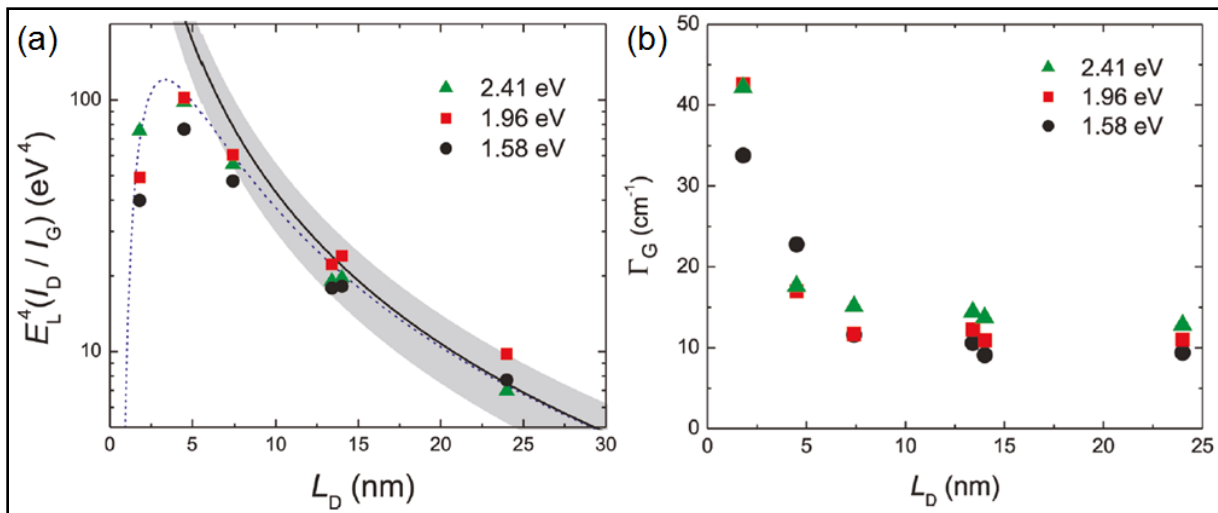 (a)
E_L^4(I_D / I_G) (eV^4)
100
10
2.41 eV
1.96 eV
1.58 eV
0 5 10 15 20 25 30
L_D (nm)
(b)
Γ_G (cm^-1)
50
40
30
20
10
0
2.41 eV
1.96 eV
1.58 eV
0 5 10 15 20 25
L_D (nm)